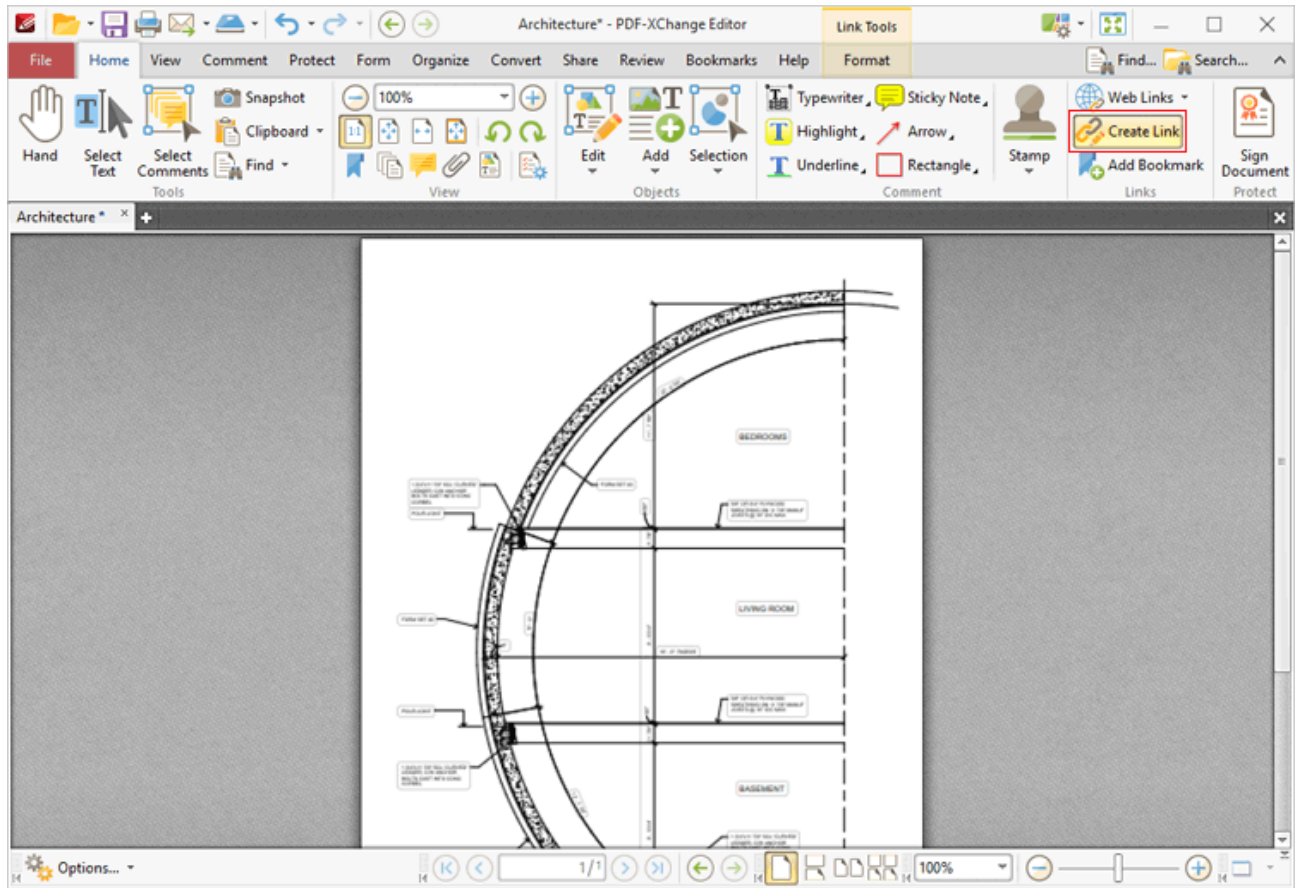 Architecture* - PDF-XChange Editor
Link Tools
File Home View Comment Protect Form Organize Convert Share Review Bookmarks Help Format Find... Search...
Hand
Select Text
Select Comments
Snapshot
Clipboard
Find
Tools
100%
View
Edit
Add
Selection
Objects
Typewriter
Sticky Note
Highlight
Arrow
Underline
Rectangle
Comment
Stamp
Web Links
Create Link
Add Bookmark
Links
Sign Document
Protect
Architecture *
BEDROOMS
LIVING ROOM
BASEMENT
Options...
1/1
100%